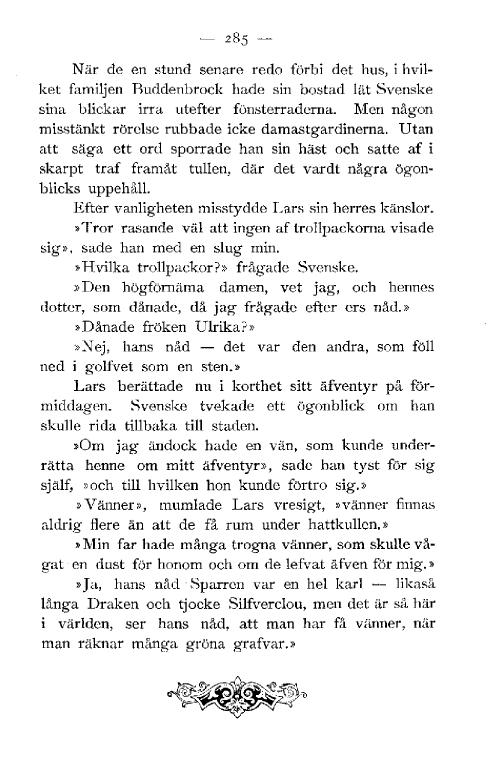 — 285 —
När de en stund senare redo förbi det hus, i hvil-
ket familjen Buddenbrock hade sin bostad lät Svenske
sina blickar irra utefter fönsterraderna. Men någon
misstänkt rörelse rubbade icke damastgardinerna. Utan
att säga ett ord sporrade han sin häst och satte af i
skarpt traf framåt tullen, där det vardt några ögon-
blicks uppehåll.
Efter vanligheten misstydde Lars sin herres känslor.
»Tror rasande väl att ingen af trollpackorna visade
sig», sade han med en slug min.
»Hvilka trollpackor?» frågade Svenske.
»Den högförnäma damen, vet jag, och hennes
dotter, som dånade, då jag frågade efter ers nåd.»
»Dånade fröken Ulrika?»
»Nej, hans nåd — det var den andra, som föll
ned i golfvet som en sten.»
Lars berättade nu i korthet sitt äfventyr på för-
middagen. Svenske tvekade ett ögonblick om han
skulle rida tillbaka till staden.
»Om jag ändock hade en vän, som kunde under-
rätta henne om mitt äfventyr», sade han tyst för sig
själf, »och till hvilken hon kunde förtro sig.»
»Vänner», mumlade Lars vresigt, »vänner finnas
aldrig flere än att de få rum under hattkullen.»
»Min far hade många trogna vänner, som skulle vå-
gat en dust för honom och om de lefvat äfven för mig.»
»Ja, hans nåd Sparren var en hel karl — likaså
långa Draken och tjocke Silfverclou, men det är så här
i världen, ser hans nåd, att man har få vänner, när
man räknar många gröna grafvar.»